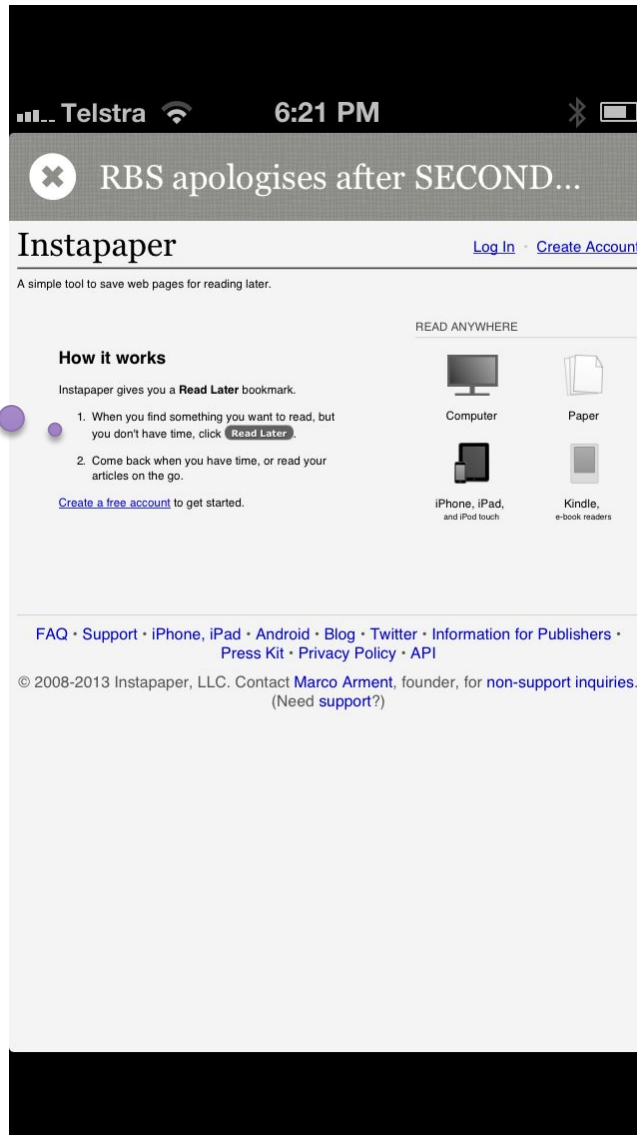 Telstra 6:21 PM
RBS apologises after SECOND...
Instapaper
Log In · Create Account
A simple tool to save web pages for reading later.
How it works
Instapaper gives you a Read Later bookmark.
1. When you find something you want to read, but
you don't have time, click Read Later.
2. Come back when you have time, or read your
articles on the go.
Create a free account to get started.
READ ANYWHERE
Computer
Paper
iPhone, iPad,
and iPod touch
Kindle,
e-book readers
FAQ · Support · iPhone, iPad · Android · Blog · Twitter · Information for Publishers ·
Press Kit · Privacy Policy · API
© 2008-2013 Instapaper, LLC. Contact Marco Arment, founder, for non-support inquiries.
(Need support?)